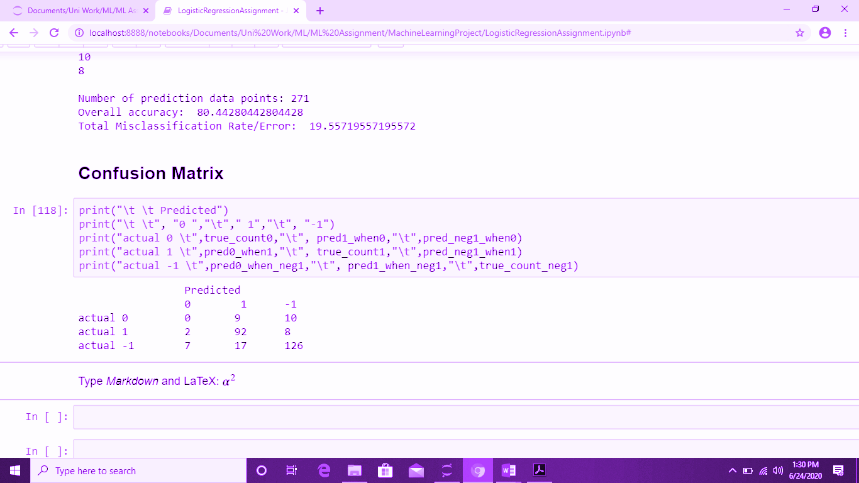 Documents/Uni Work/ML/ML As
LogisticRegressionAssignment -
localhost:8888/notebooks/Documents/Uni%20Work/ML/ML%20Assignment/MachineLearningProject/LogisticRegressionAssignment.ipynb#
10
8
Number of prediction data points: 271
Overall accuracy:  80.44280442804428
Total Misclassification Rate/Error:  19.55719557195572
Confusion Matrix
In [118]: print("\t \t Predicted")
print("\t \t", "0 ","\t"," 1","\t", "-1")
print("actual 0 \t",true_count0,"\t", pred1_when0,"\t",pred_neg1_when0)
print("actual 1 \t",pred0_when1,"\t", true_count1,"\t",pred_neg1_when1)
print("actual -1 \t",pred0_when_neg1,"\t", pred1_when_neg1,"\t",true_count_neg1)
Predicted
0 1 -1
actual 0 0 9 10
actual 1 2 92 8
actual -1 7 17 126
Type Markdown and LaTeX: α²
In [ ]:
In [ ]:
Type here to search
1:30 PM
6/24/2020